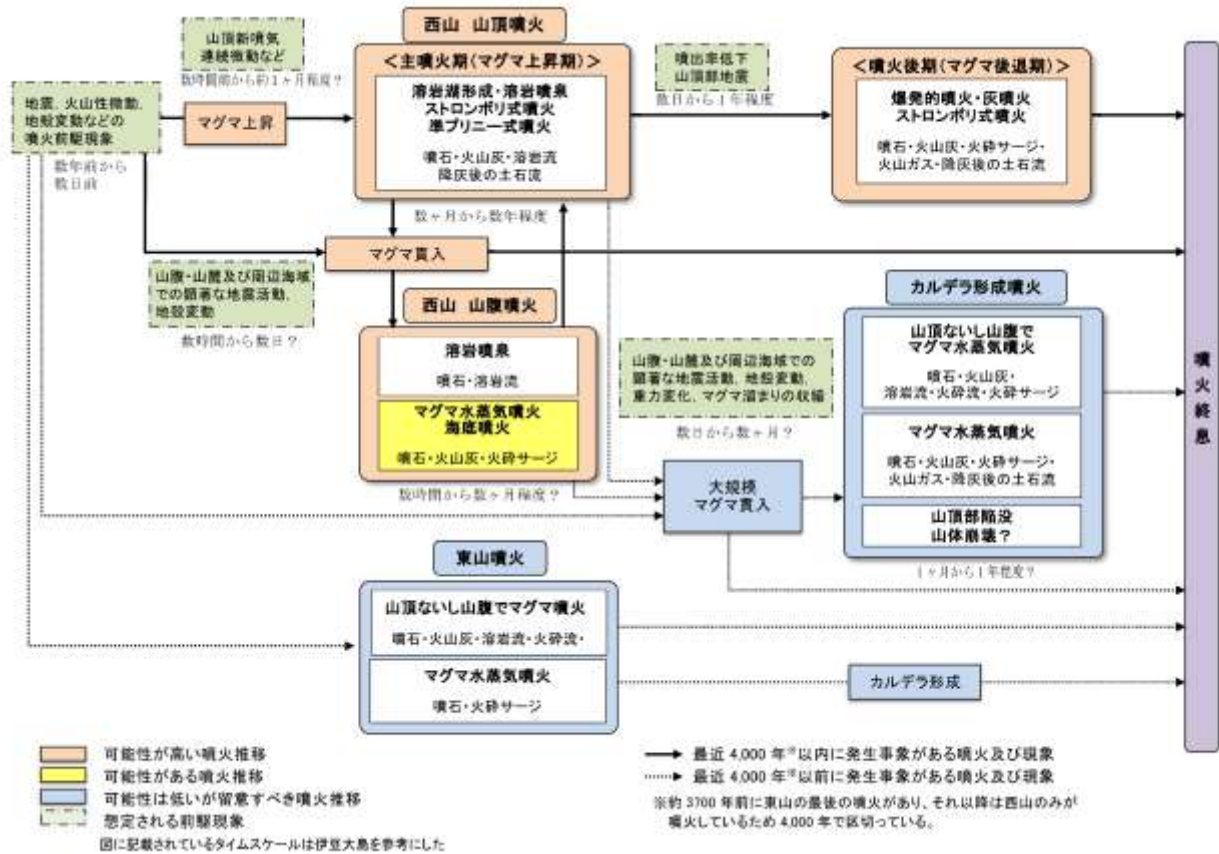 西山 山頂噴火
山頂新噴気
連続微動など
数時間前から約1ヶ月程度?
地震、火山性微動、
地殻変動などの
噴火前駆現象
数年前から
数日前
マグマ上昇
<主噴火期(マグマ上昇期)>
溶岩湖形成・溶岩噴泉
ストロンボリ式噴火
準プリニー式噴火
噴石・火山灰・溶岩流
降灰後の土石流
噴出率低下
山頂部地震
数日から1年程度
<噴火後期(マグマ後退期)>
爆発的噴火・灰噴火
ストロンボリ式噴火
噴石・火山灰・火砕サージ・
火山ガス・降灰後の土石流
数ヶ月から数年程度
マグマ貫入
山腹・山麓及び周辺海域
での顕著な地震活動、
地殻変動
数時間から数日?
西山 山腹噴火
溶岩噴泉
噴石・溶岩流
マグマ水蒸気噴火
海底噴火
噴石・火山灰・火砕サージ
数時間から数ヶ月程度?
山腹・山麓及び周辺海域での
顕著な地震活動、地殻変動、
重力変化、マグマ溜まりの収縮
数日から数ヶ月?
大規模
マグマ貫入
カルデラ形成噴火
山頂ないし山腹で
マグマ水蒸気噴火
噴石・火山灰・
溶岩流・火砕流・火砕サージ
マグマ水蒸気噴火
噴石・火山灰・火砕サージ・
火山ガス・降灰後の土石流
山頂部陥没
山体崩壊?
1ヶ月から1年程度?
噴火終息
東山噴火
山頂ないし山腹でマグマ噴火
噴石・火山灰・溶岩流・火砕流・
マグマ水蒸気噴火
噴石・火砕サージ
カルデラ形成
可能性が高い噴火推移
可能性がある噴火推移
可能性は低いが留意すべき噴火推移
想定される前駆現象
図に記載されているタイムスケールは伊豆大島を参考にした
最近 4,000 年※以内に発生事象がある噴火及び現象
最近 4,000 年※以前に発生事象がある噴火及び現象
※約 3700 年前に東山の最後の噴火があり、それ以降は西山のみが
噴火しているため 4,000 年で区切っている。